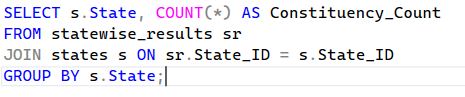 SELECT s.State, COUNT(*) AS Constituency_Count
FROM statewise_results sr
JOIN states s ON sr.State_ID = s.State_ID
GROUP BY s.State;